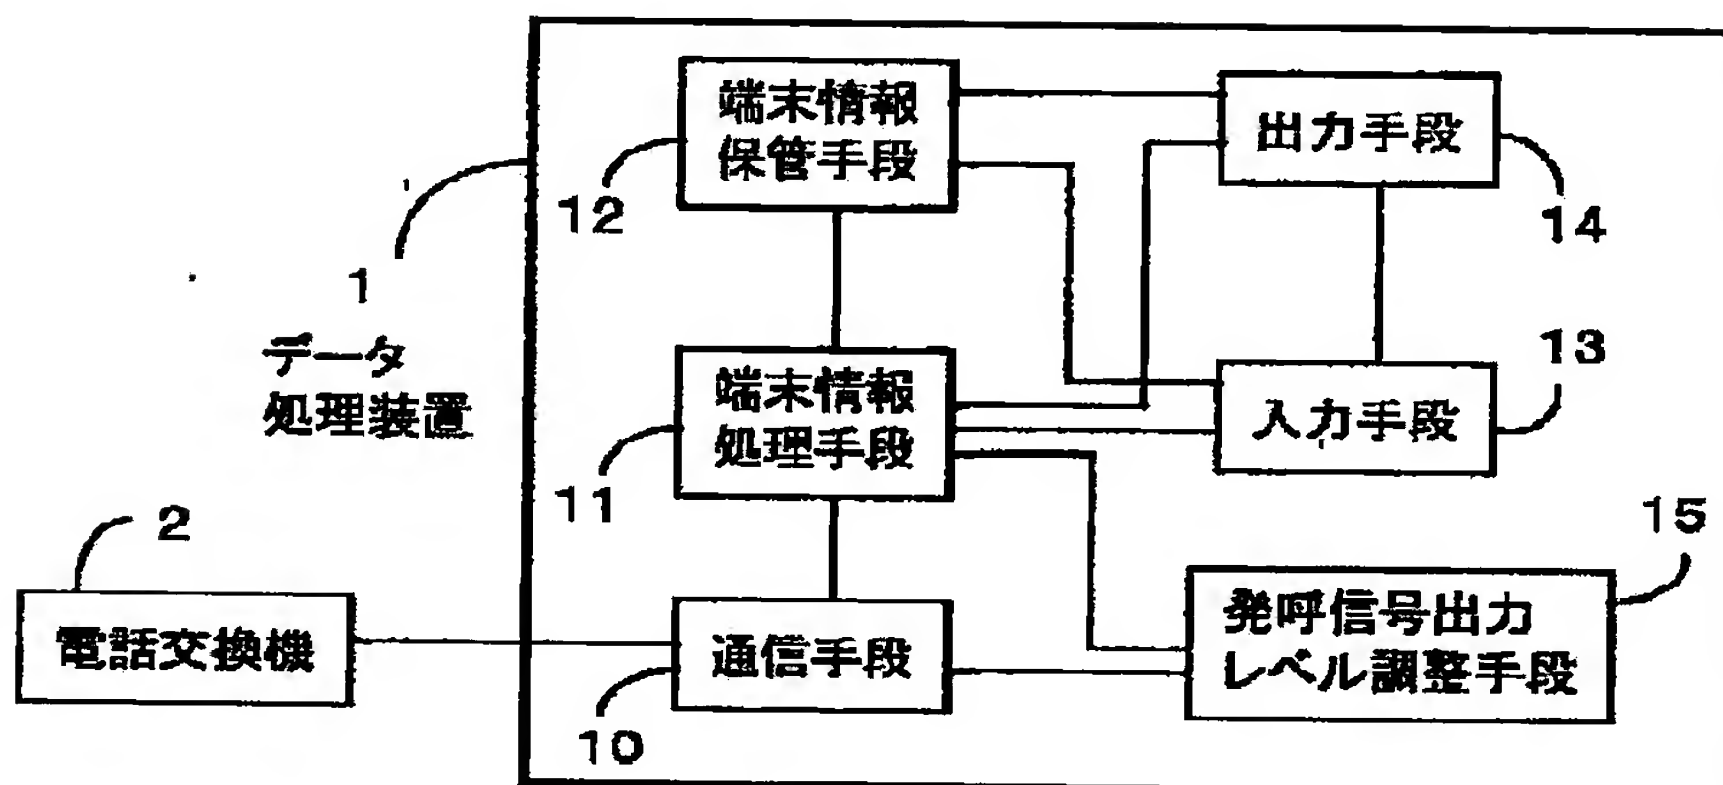 端末情報
保管手段
12
出力手段
14
1
データ
処理装置
端末情報
処理手段
11
13
入力手段
2
電話交換機
通信手段
10
15
発呼信号出力
レベル調整手段